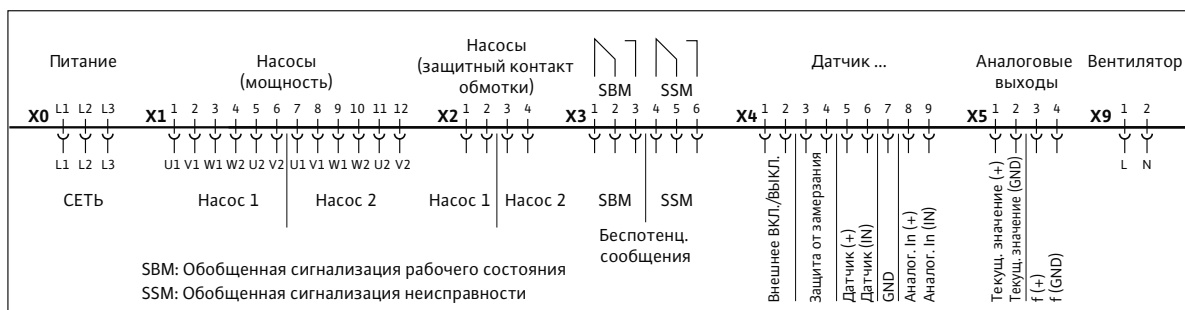 Питание
Насосы
(мощность)
Насосы
(защитный контакт
обмотки)
SBM SSM
Датчик ...
Аналоговые
выходы
Вентилятор
X0 L1 L2 L3 X1 1 2 3 4 5 6 7 8 9 10 11 12 X2 1 2 3 4 X3 1 2 3 4 5 6 X4 1 2 3 4 5 6 7 8 9 X5 1 2 3 4 X9 1 2
L1 L2 L3 U1 V1 W1 W2 U2 V2 U1 V1 W1 W2 U2 V2 L N
СЕТЬ Насос 1 Насос 2 Насос 1 Насос 2 SBM SSM
Беспотенц.
сообщения
Внешнее ВКЛ./ВЫКЛ.
Защита от замерзания
Датчик (+)
Датчик (IN)
GND
Аналог. In (+)
Аналог. In (IN)
Текущ. значение (+)
Текущ. значение (GND)
f (+)
f (GND)
SBM: Обобщенная сигнализация рабочего состояния
SSM: Обобщенная сигнализация неисправности